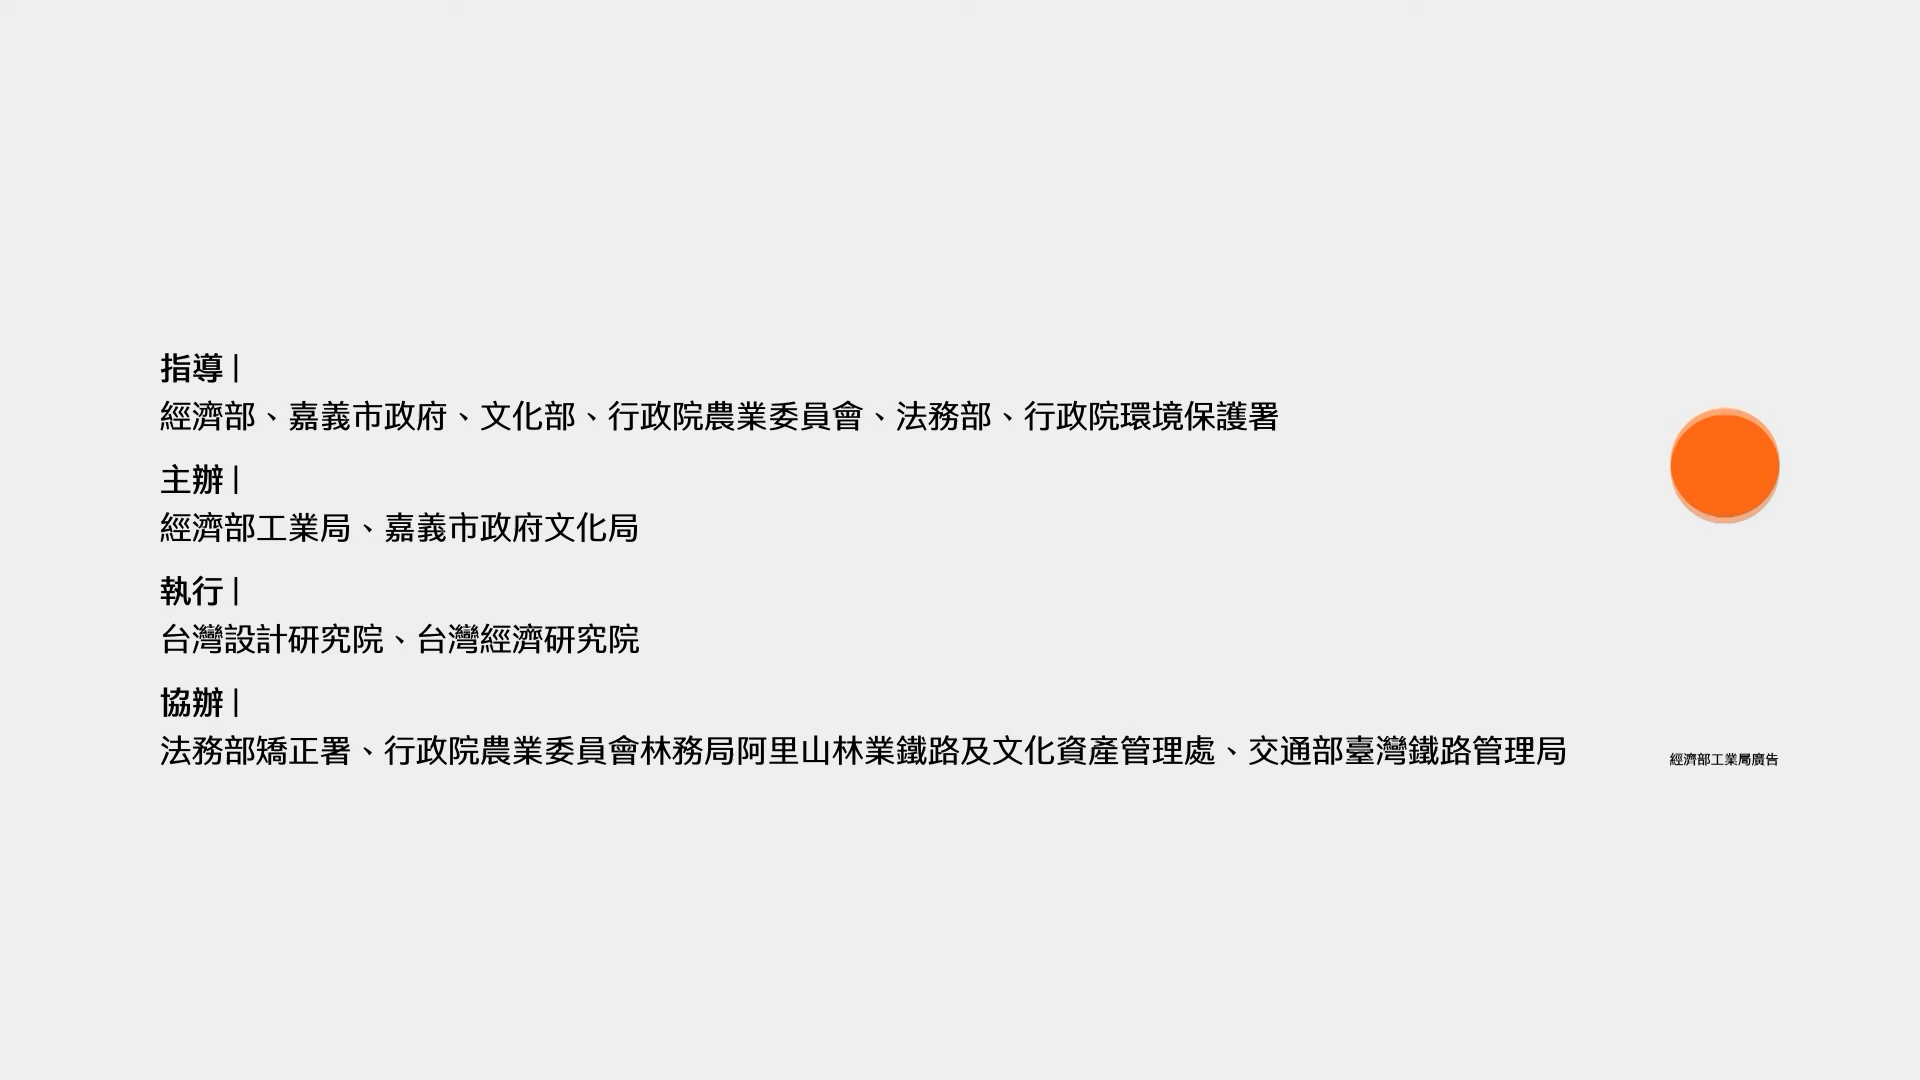 指導 |
經濟部、嘉義市政府、文化部、行政院農業委員會、法務部、行政院環境保護署
主辦 |
經濟部工業局、嘉義市政府文化局
執行 |
台灣設計研究院、台灣經濟研究院
協辦 |
法務部矯正署、行政院農業委員會林務局阿里山林業鐵路及文化資產管理處、交通部臺灣鐵路管理局
經濟部工業局廣告